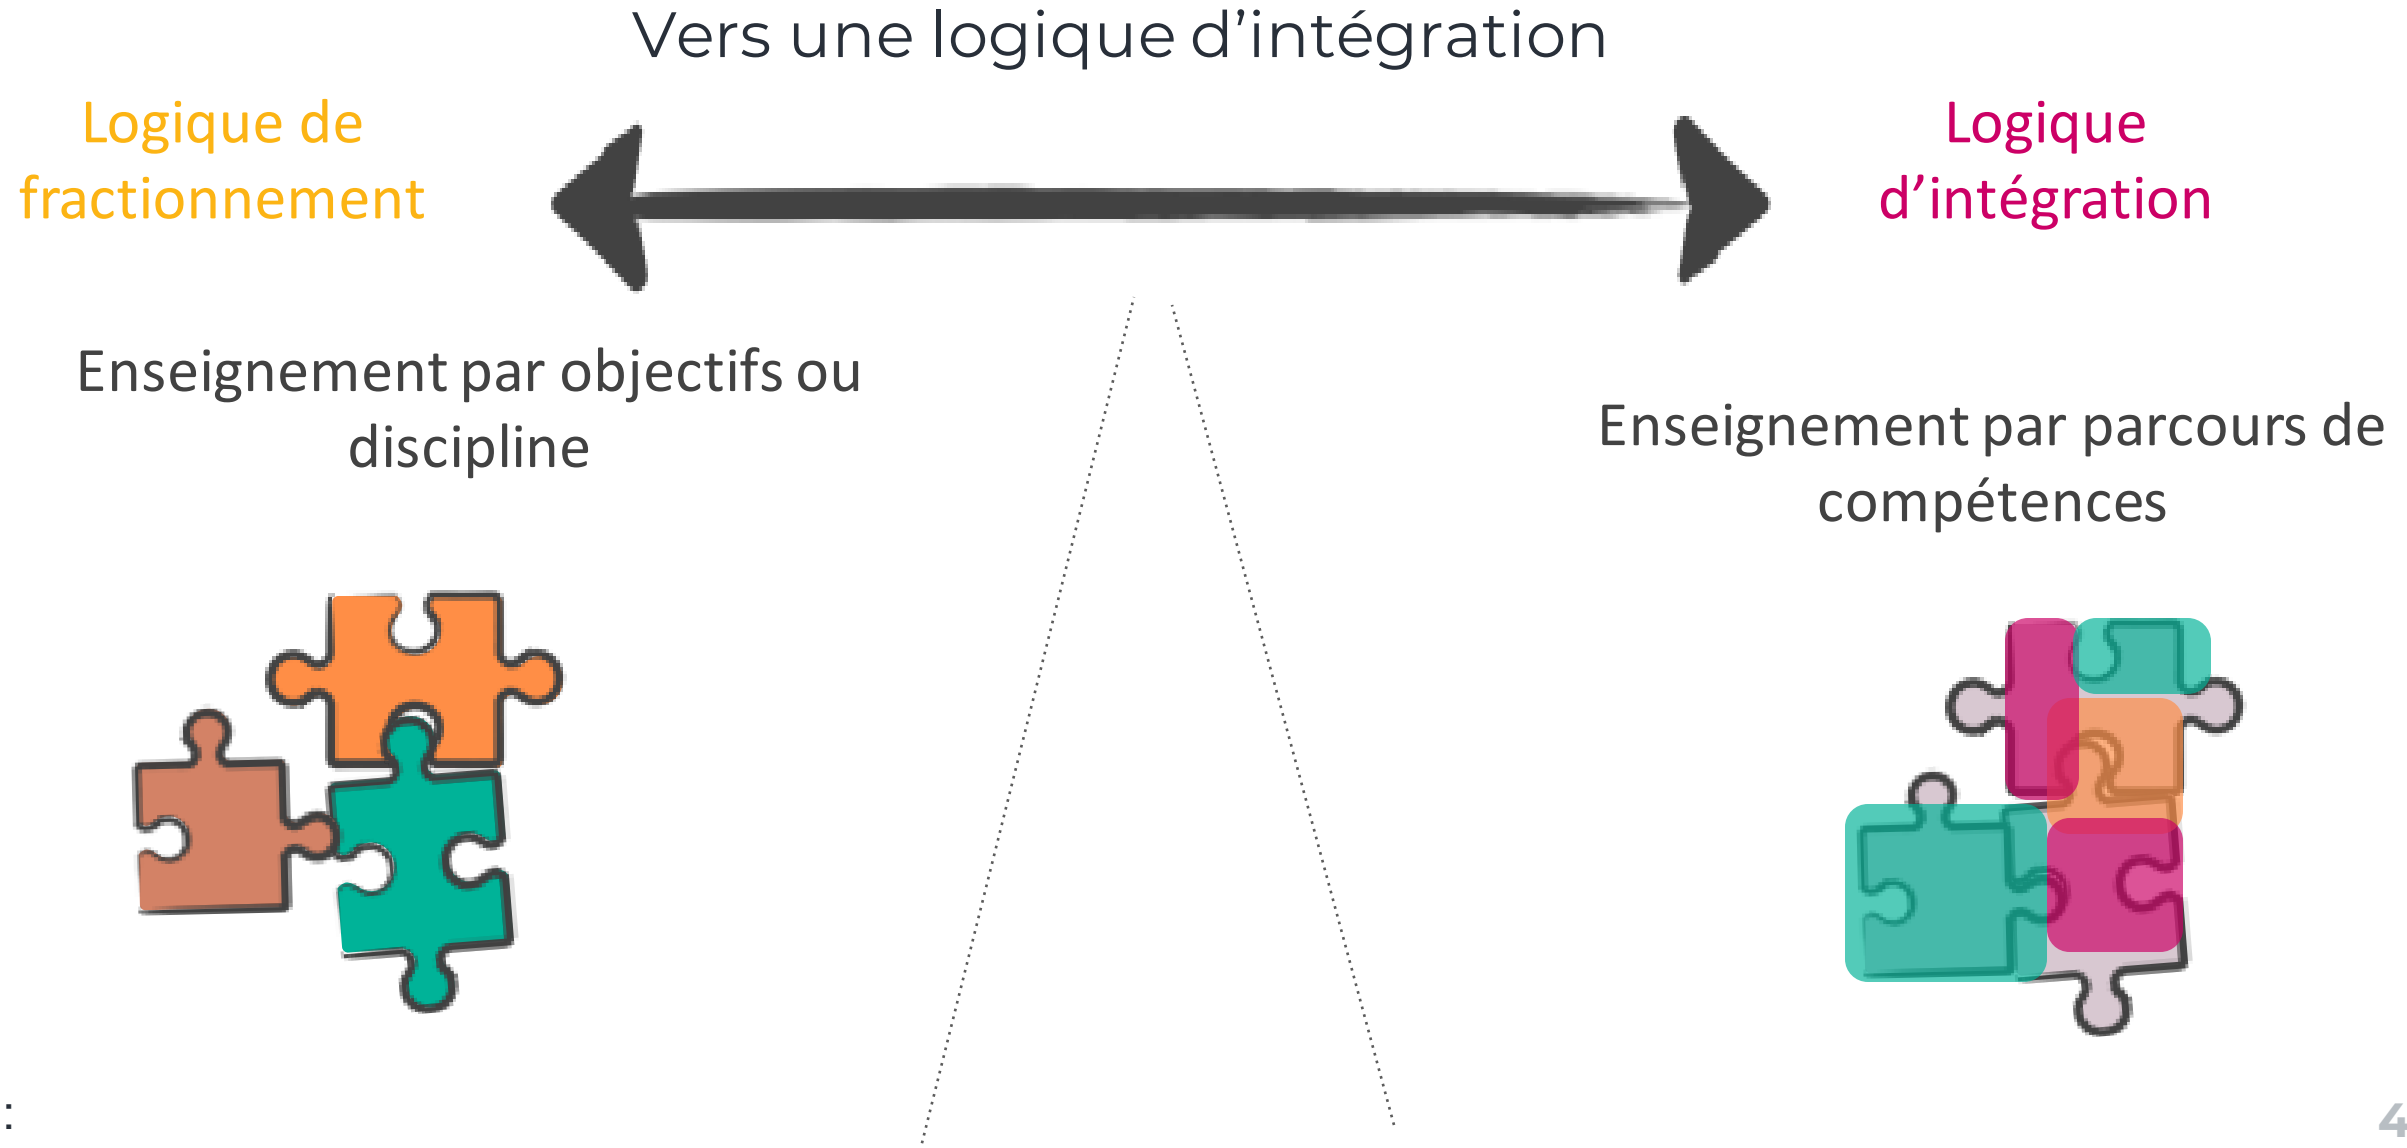 Vers une logique d’intégration
Logique de
fractionnement
Logique
d’intégration
Enseignement par objectifs ou
discipline
Enseignement par parcours de
compétences
:
4